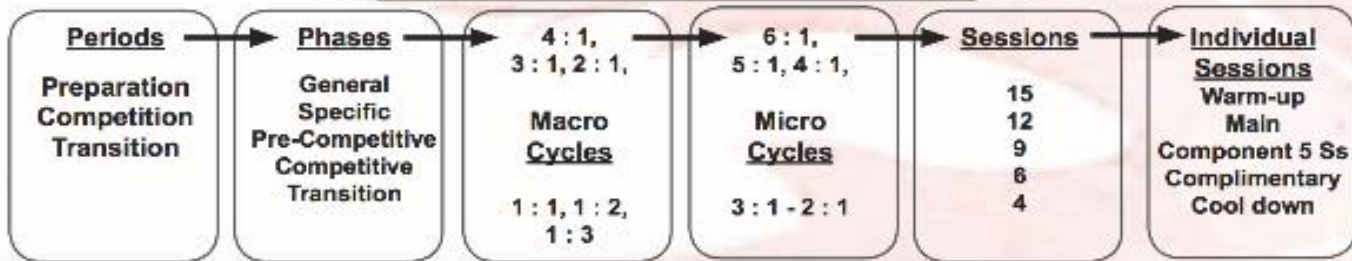 Periods
Preparation
Competition
Transition
Phases
General
Specific
Pre-Competitive
Competitive
Transition
4 : 1,
3 : 1, 2 : 1,
Macro
Cycles
1 : 1, 1 : 2,
1 : 3
6 : 1,
5 : 1, 4 : 1,
Micro
Cycles
3 : 1 - 2 : 1
Sessions
15
12
9
6
4
Individual
Sessions
Warm-up
Main
Component 5 Ss
Complimentary
Cool down